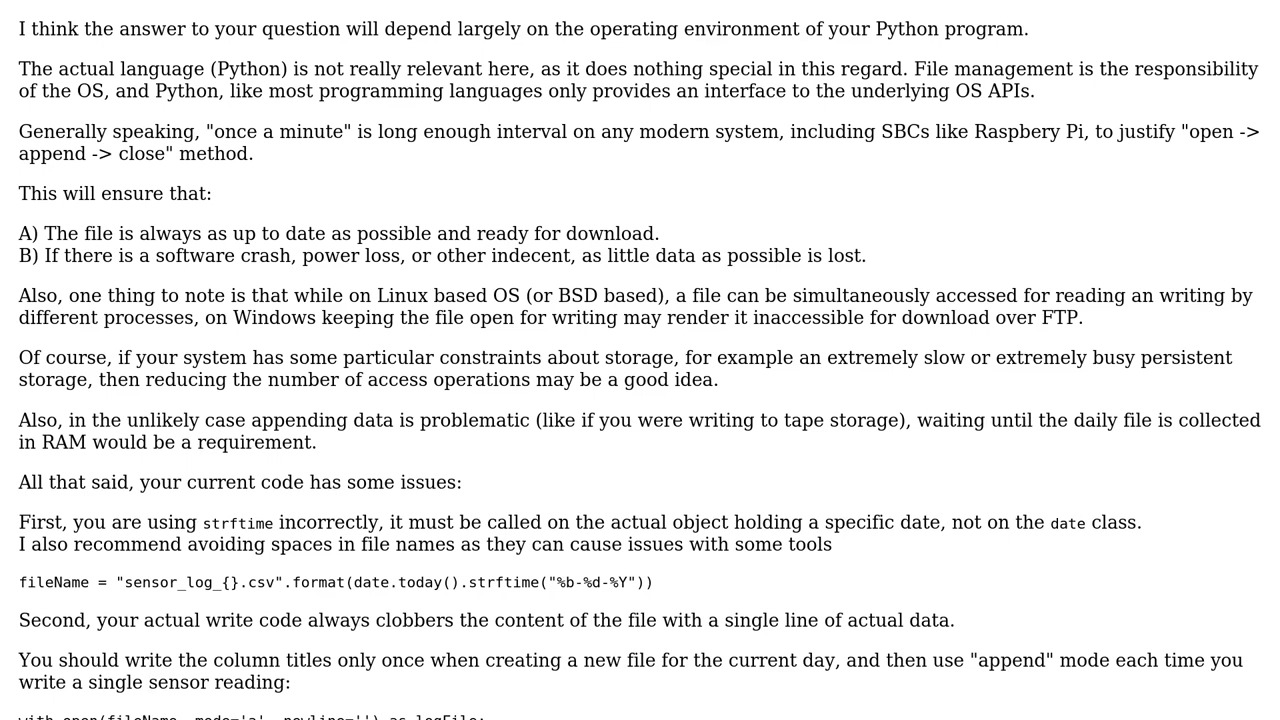 I think the answer to your question will depend largely on the operating environment of your Python program.
The actual language (Python) is not really relevant here, as it does nothing special in this regard. File management is the responsibility
of the OS, and Python, like most programming languages only provides an interface to the underlying OS APIs.
Generally speaking, "once a minute" is long enough interval on any modern system, including SBCs like Raspbery Pi, to justify "open ->
append -> close" method.
This will ensure that:
A) The file is always as up to date as possible and ready for download.
B) If there is a software crash, power loss, or other indecent, as little data as possible is lost.
Also, one thing to note is that while on Linux based OS (or BSD based), a file can be simultaneously accessed for reading an writing by
different processes, on Windows keeping the file open for writing may render it inaccessible for download over FTP.
Of course, if your system has some particular constraints about storage, for example an extremely slow or extremely busy persistent
storage, then reducing the number of access operations may be a good idea.
Also, in the unlikely case appending data is problematic (like if you were writing to tape storage), waiting until the daily file is collected
in RAM would be a requirement.
All that said, your current code has some issues:
First, you are using strftime incorrectly, it must be called on the actual object holding a specific date, not on the date class.
I also recommend avoiding spaces in file names as they can cause issues with some tools
fileName = "sensor_log_{}.csv".format(date.today().strftime("%b-%d-%Y"))
Second, your actual write code always clobbers the content of the file with a single line of actual data.
You should write the column titles only once when creating a new file for the current day, and then use "append" mode each time you
write a single sensor reading:
with open(fileName, mode='a', newline='') as logFile: